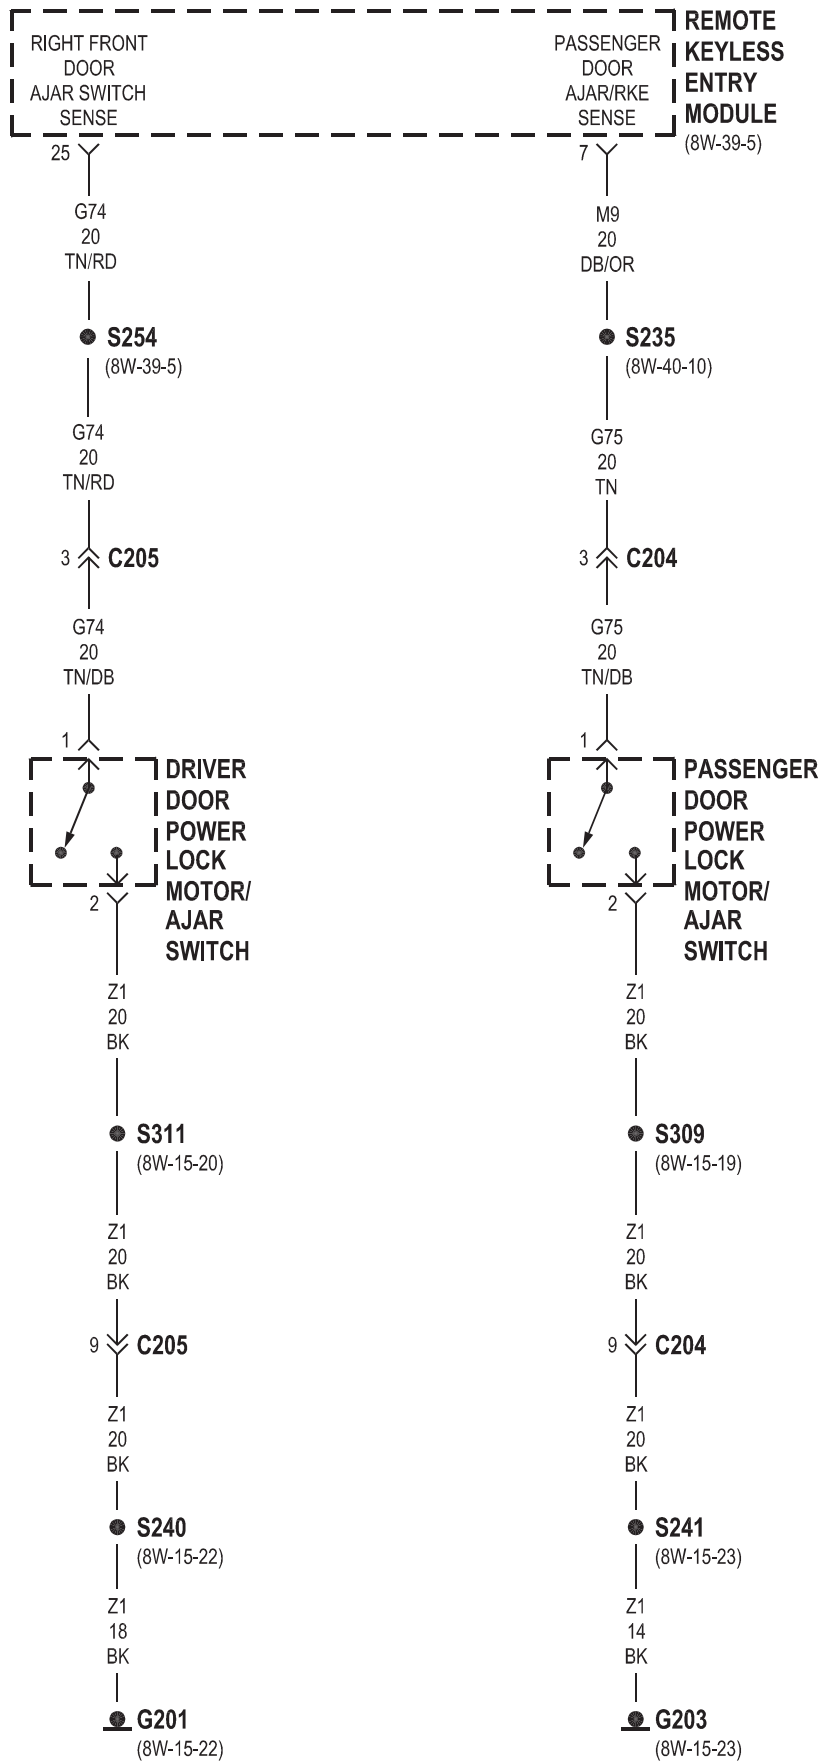 RIGHT FRONT
DOOR
AJAR SWITCH
SENSE
PASSENGER
DOOR
AJAR/RKE
SENSE
REMOTE
KEYLESS
ENTRY
MODULE
(8W-39-5)
25
7
G74
20
TN/RD
M9
20
DB/OR
S254
(8W-39-5)
S235
(8W-40-10)
G74
20
TN/RD
G75
20
TN
3
C205
3
C204
G74
20
TN/DB
G75
20
TN/DB
1
1
DRIVER
DOOR
POWER
LOCK
MOTOR/
AJAR
SWITCH
PASSENGER
DOOR
POWER
LOCK
MOTOR/
AJAR
SWITCH
2
2
Z1
20
BK
Z1
20
BK
S311
(8W-15-20)
S309
(8W-15-19)
Z1
20
BK
Z1
20
BK
9
C205
9
C204
Z1
20
BK
Z1
20
BK
S240
(8W-15-22)
S241
(8W-15-23)
Z1
18
BK
Z1
14
BK
G201
(8W-15-22)
G203
(8W-15-23)